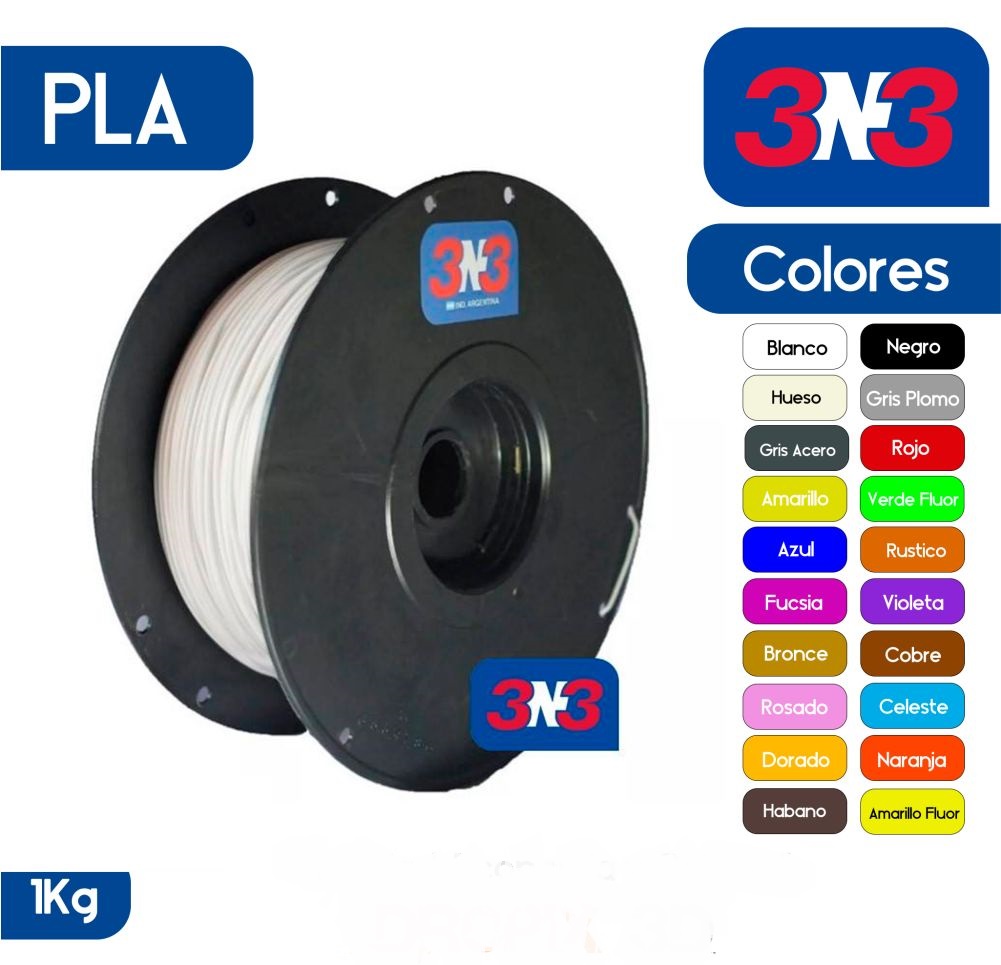 PLA
3N3
Colores
3N3
IND. ARGENTINA
Blanco
Negro
Hueso
Gris Plomo
Gris Acero
Rojo
Amarillo
Verde Fluor
Azul
Rustico
Fucsia
Violeta
Bronce
Cobre
Rosado
Celeste
Dorado
Naranja
Habano
Amarillo Fluor
3N3
1Kg